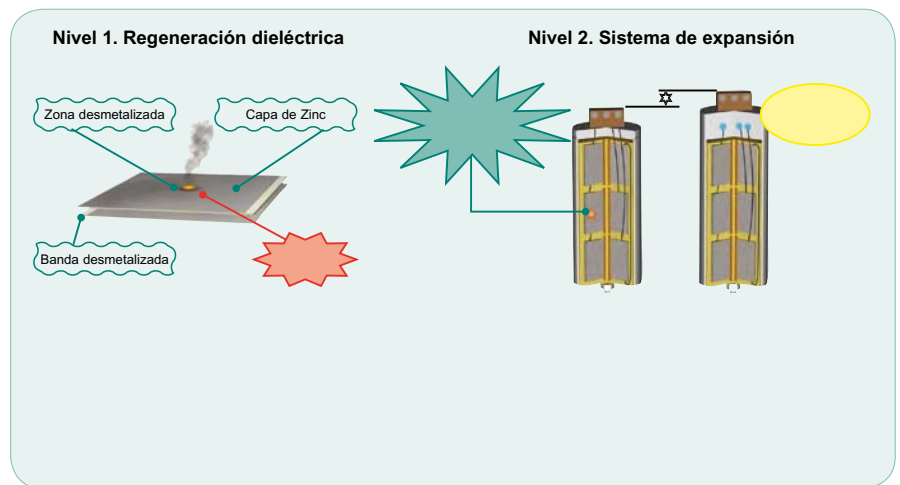 Nivel 1. Regeneración dieléctrica
Nivel 2. Sistema de expansión
Zona desmetalizada
Capa de Zinc
Banda desmetalizada